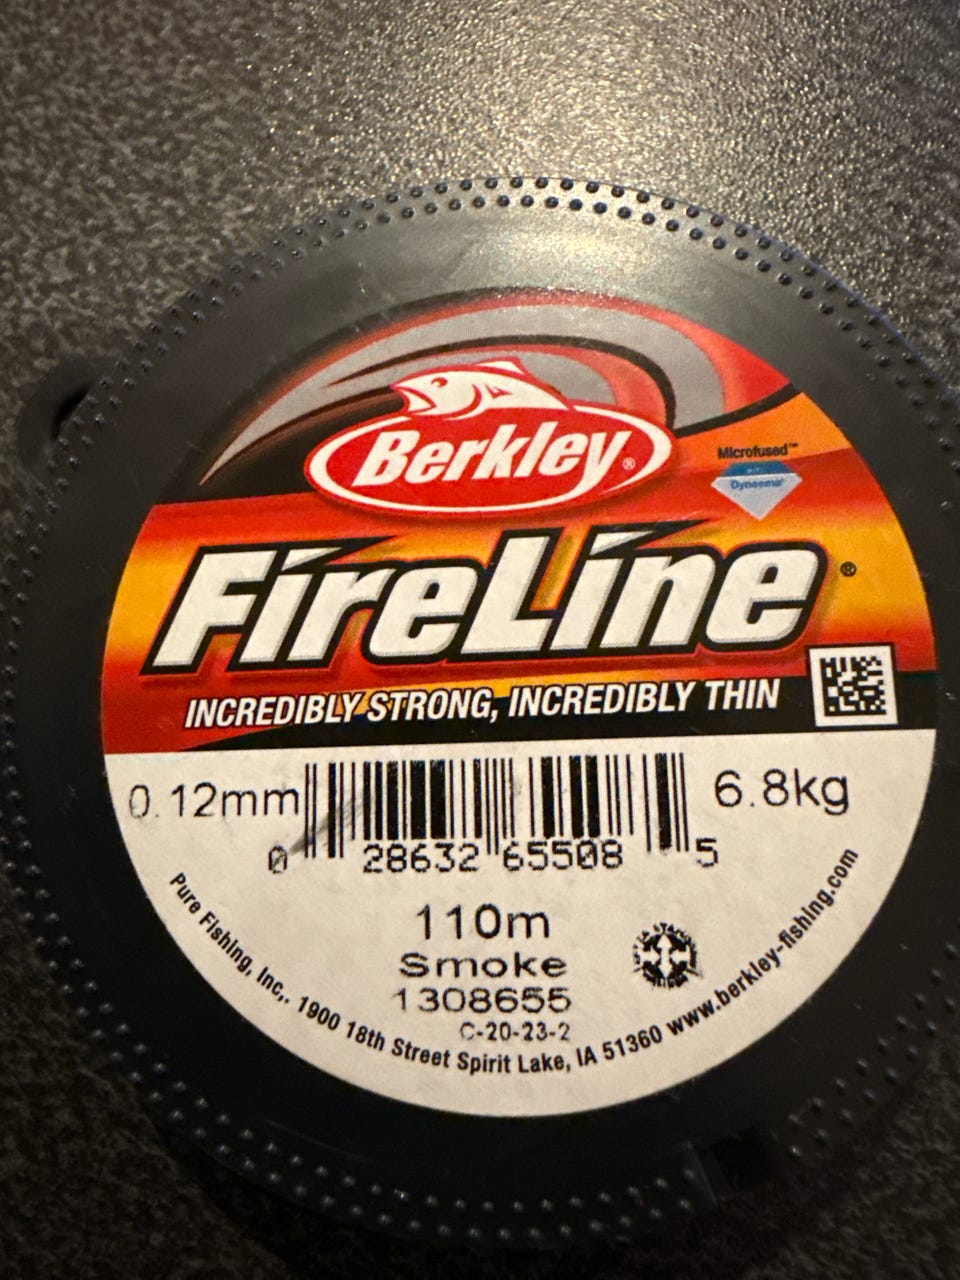 Berkley®
Microfused™
Dyneema®
FireLine®
INCREDIBLY STRONG, INCREDIBLY THIN
0.12mm
6.8kg
0 28632 65508 5
110m
Smoke
1308655
C-20-23-2
Pure Fishing, Inc,. 1900 18th Street Spirit Lake, IA 51360 www.berkley-fishing.com